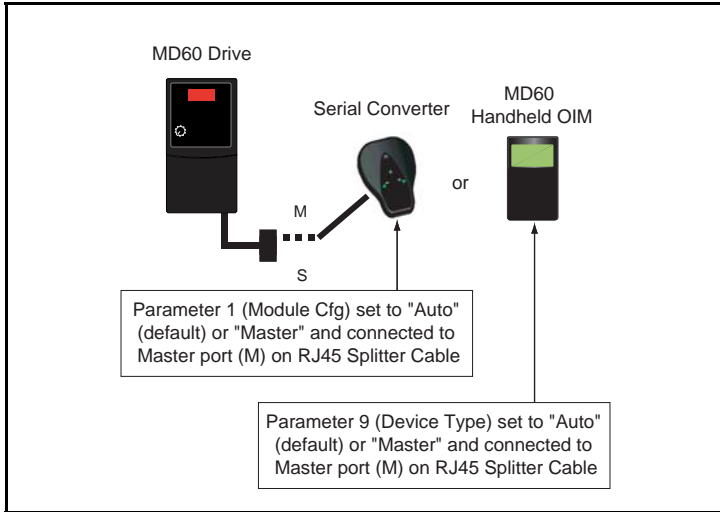 MD60 Drive
Serial Converter
MD60
Handheld OIM
or
M
S
Parameter 1 (Module Cfg) set to "Auto"
(default) or "Master" and connected to
Master port (M) on RJ45 Splitter Cable
Parameter 9 (Device Type) set to "Auto"
(default) or "Master" and connected to
Master port (M) on RJ45 Splitter Cable